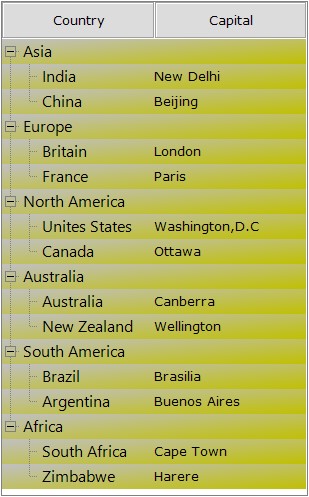 Country Capital
Asia
India New Delhi
China Beijing
Europe
Britain London
France Paris
North America
Unites States Washington,D.C
Canada Ottawa
Australia
Australia Canberra
New Zealand Wellington
South America
Brazil Brasilia
Argentina Buenos Aires
Africa
South Africa Cape Town
Zimbabwe Harere